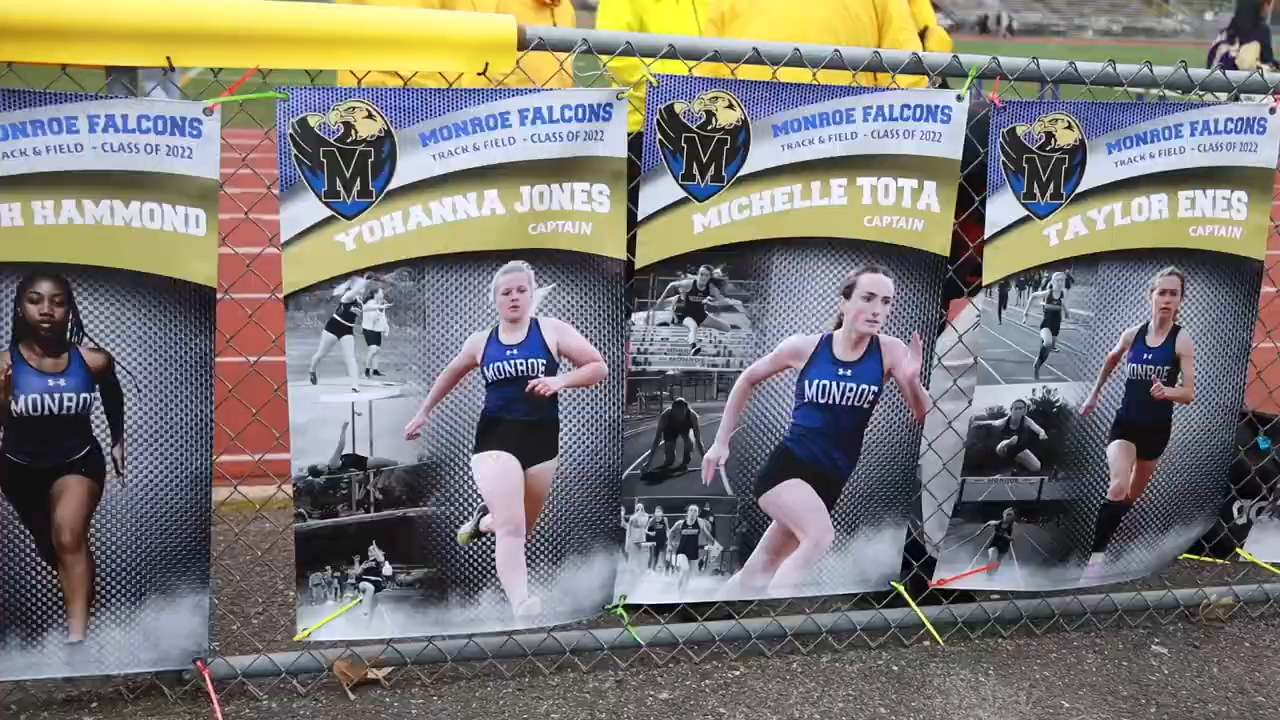 ONROE FALCONS
ACK & FIELD - CLASS OF 2022
H HAMMOND
MONROE
M
MONROE FALCONS
TRACK & FIELD - CLASS OF 2022
YOHANNA JONES
CAPTAIN
MONROE
M
MONROE FALCONS
TRACK & FIELD - CLASS OF 2022
MICHELLE TOTA
CAPTAIN
MONROE
M
MONROE FALCONS
TRACK & FIELD - CLASS OF 2022
TAYLOR ENES
CAPTAIN
MONROE
MONROE